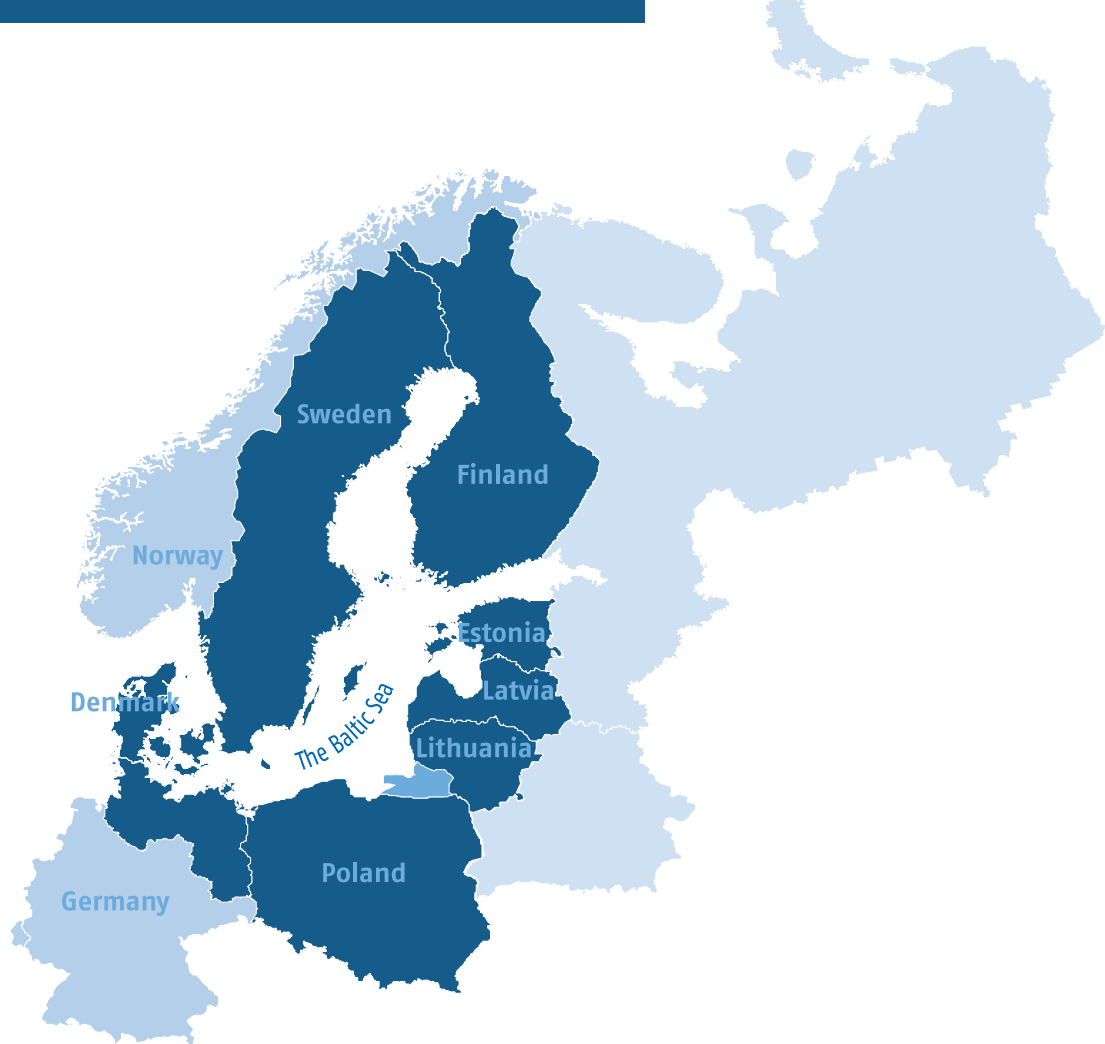 Sweden
Finland
Norway
Estonia
Denmark
Latvia
The Baltic Sea
Lithuania
Poland
Germany